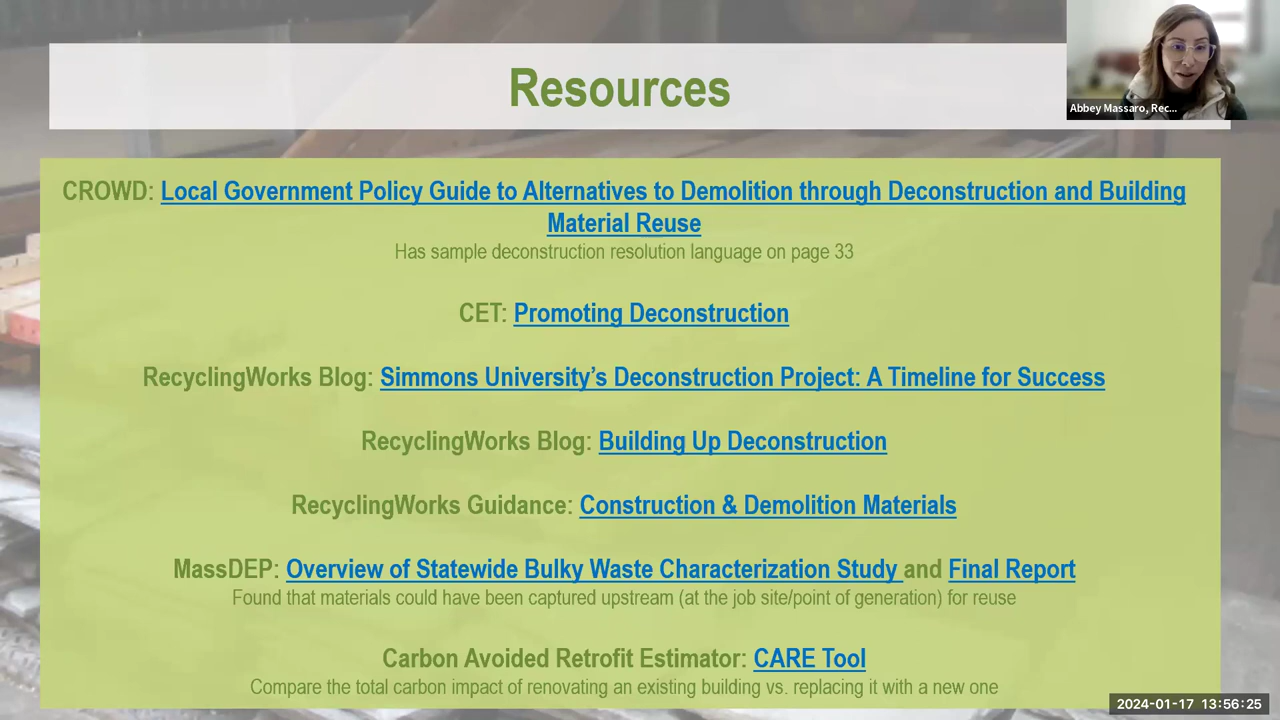 Resources
Abbey Massaro, Rec...
CROWD: Local Government Policy Guide to Alternatives to Demolition through Deconstruction and Building
Material Reuse
Has sample deconstruction resolution language on page 33
CET: Promoting Deconstruction
RecyclingWorks Blog: Simmons University’s Deconstruction Project: A Timeline for Success
RecyclingWorks Blog: Building Up Deconstruction
RecyclingWorks Guidance: Construction & Demolition Materials
MassDEP: Overview of Statewide Bulky Waste Characterization Study and Final Report
Found that materials could have been captured upstream (at the job site/point of generation) for reuse
Carbon Avoided Retrofit Estimator: CARE Tool
Compare the total carbon impact of renovating an existing building vs. replacing it with a new one
2024-01-17 13:56:25